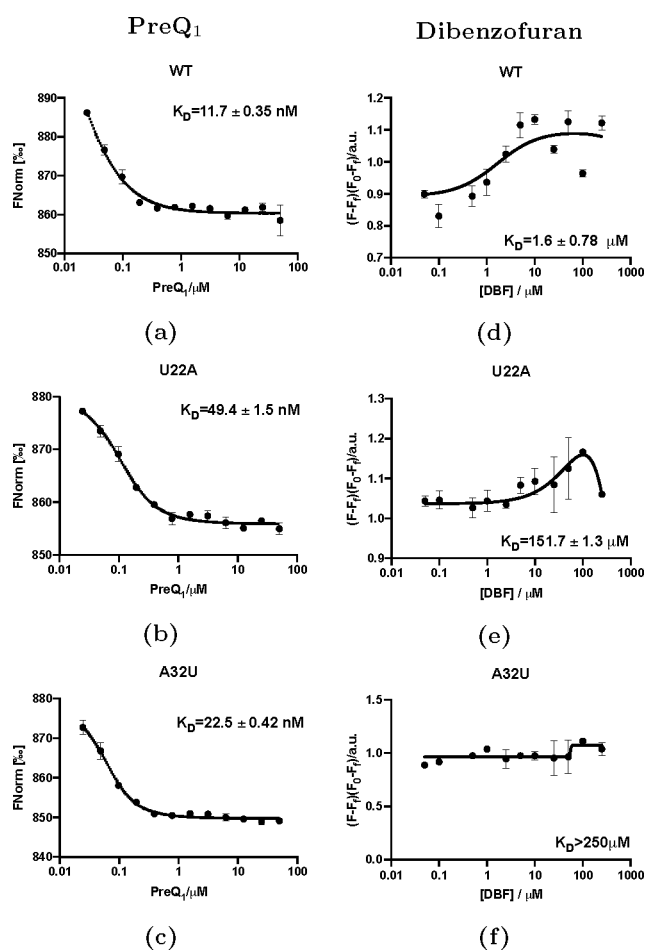 PreQ₁
Dibenzofuran
WT
K_D=11.7 ± 0.35 nM
FNorm [‰]
890
880
870
860
850
0.01
0.1
1
10
100
PreQ₁/μM
(a)
WT
(F-F_f)(F₀-F_f)/a.u.
1.2
1.1
1.0
0.9
0.8
0.7
K_D=1.6 ± 0.78 μM
0.01
0.1
1
10
100
1000
[DBF] / μM
(d)
U22A
K_D=49.4 ± 1.5 nM
FNorm [‰]
880
870
860
850
0.01
0.1
1
10
100
PreQ₁/μM
(b)
U22A
(F-F_f)(F₀-F_f)/a.u.
1.3
1.2
1.1
1.0
0.9
K_D=151.7 ± 1.3 μM
0.01
0.1
1
10
100
1000
[DBF] / μM
(e)
A32U
K_D=22.5 ± 0.42 nM
FNorm [‰]
880
870
860
850
840
0.01
0.1
1
10
100
PreQ₁/μM
(c)
A32U
(F-F_f)(F₀-F_f)/a.u.
1.5
1.0
0.5
0.0
K_D>250μM
0.01
0.1
1
10
100
1000
[DBF] / μM
(f)